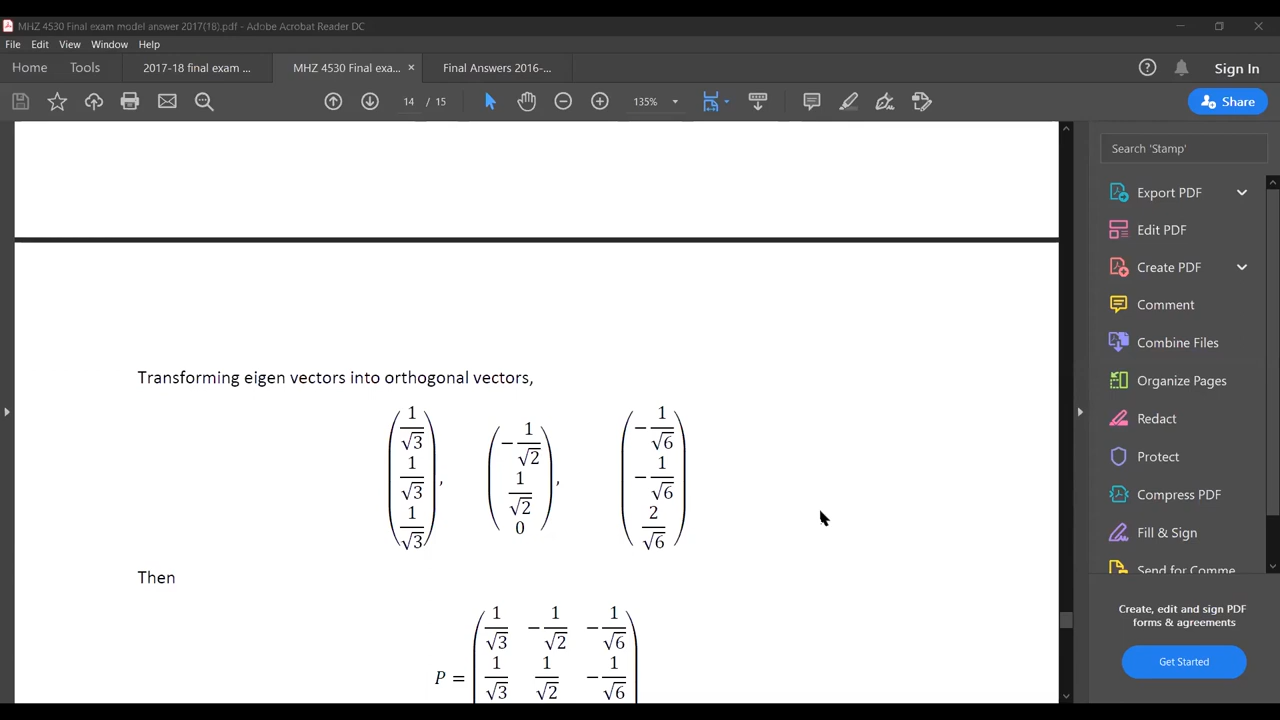 MHZ 4530 Final exam model answer 2017(18).pdf - Adobe Acrobat Reader DC
File Edit View Window Help
Home Tools 2017-18 final exam ... MHZ 4530 Final exa... × Final Answers 2016-... Sign In
14 / 15 135% Share
Search 'Stamp'
Export PDF
Edit PDF
Create PDF
Comment
Combine Files
Organize Pages
Redact
Protect
Compress PDF
Fill & Sign
Send for Comme
Create, edit and sign PDF
forms & agreements
Get Started
Transforming eigen vectors into orthogonal vectors,
(1/√3 1/√3 1/√3), (−1/√2 1/√2 0), (−1/√6 −1/√6 2/√6)
Then
P = (1/√3 −1/√2 −1/√6
1/√3 1/√2 −1/√6